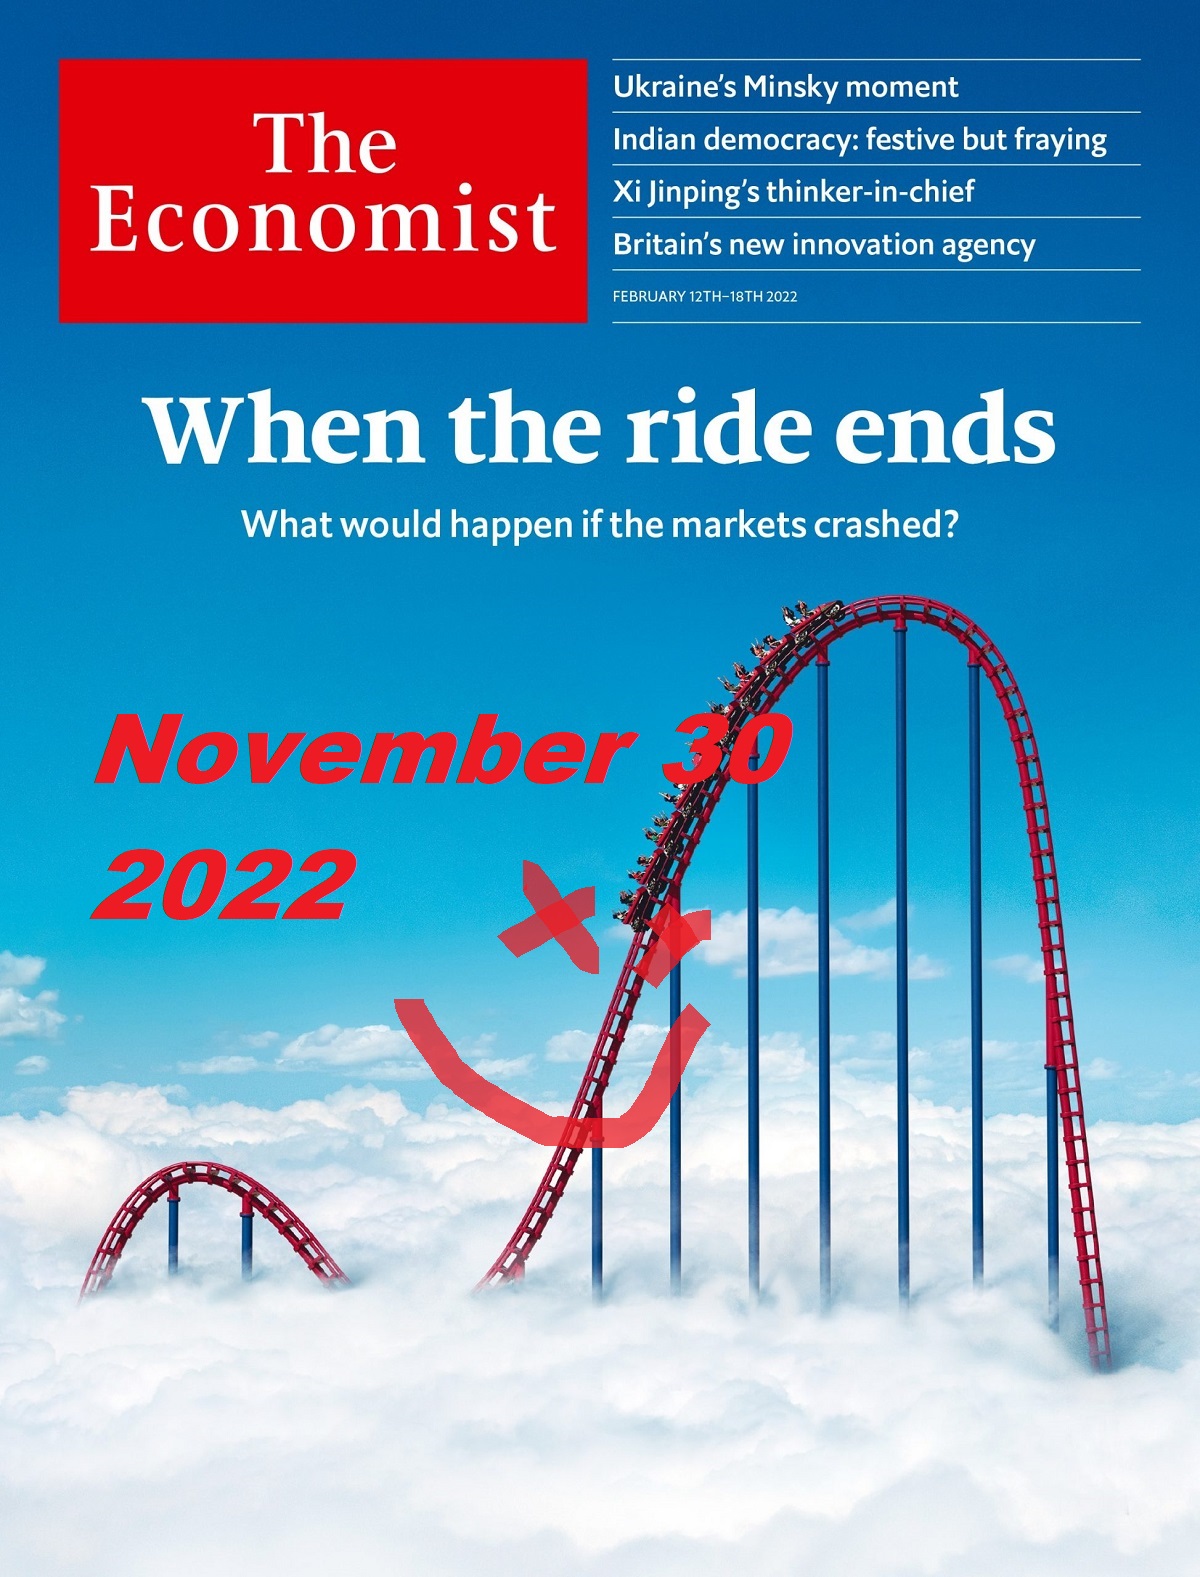 The
Economist
Ukraine's Minsky moment
Indian democracy: festive but fraying
Xi Jinping's thinker-in-chief
Britain's new innovation agency
FEBRUARY 12TH–18TH 2022
When the ride ends
What would happen if the markets crashed?
November 30
2022